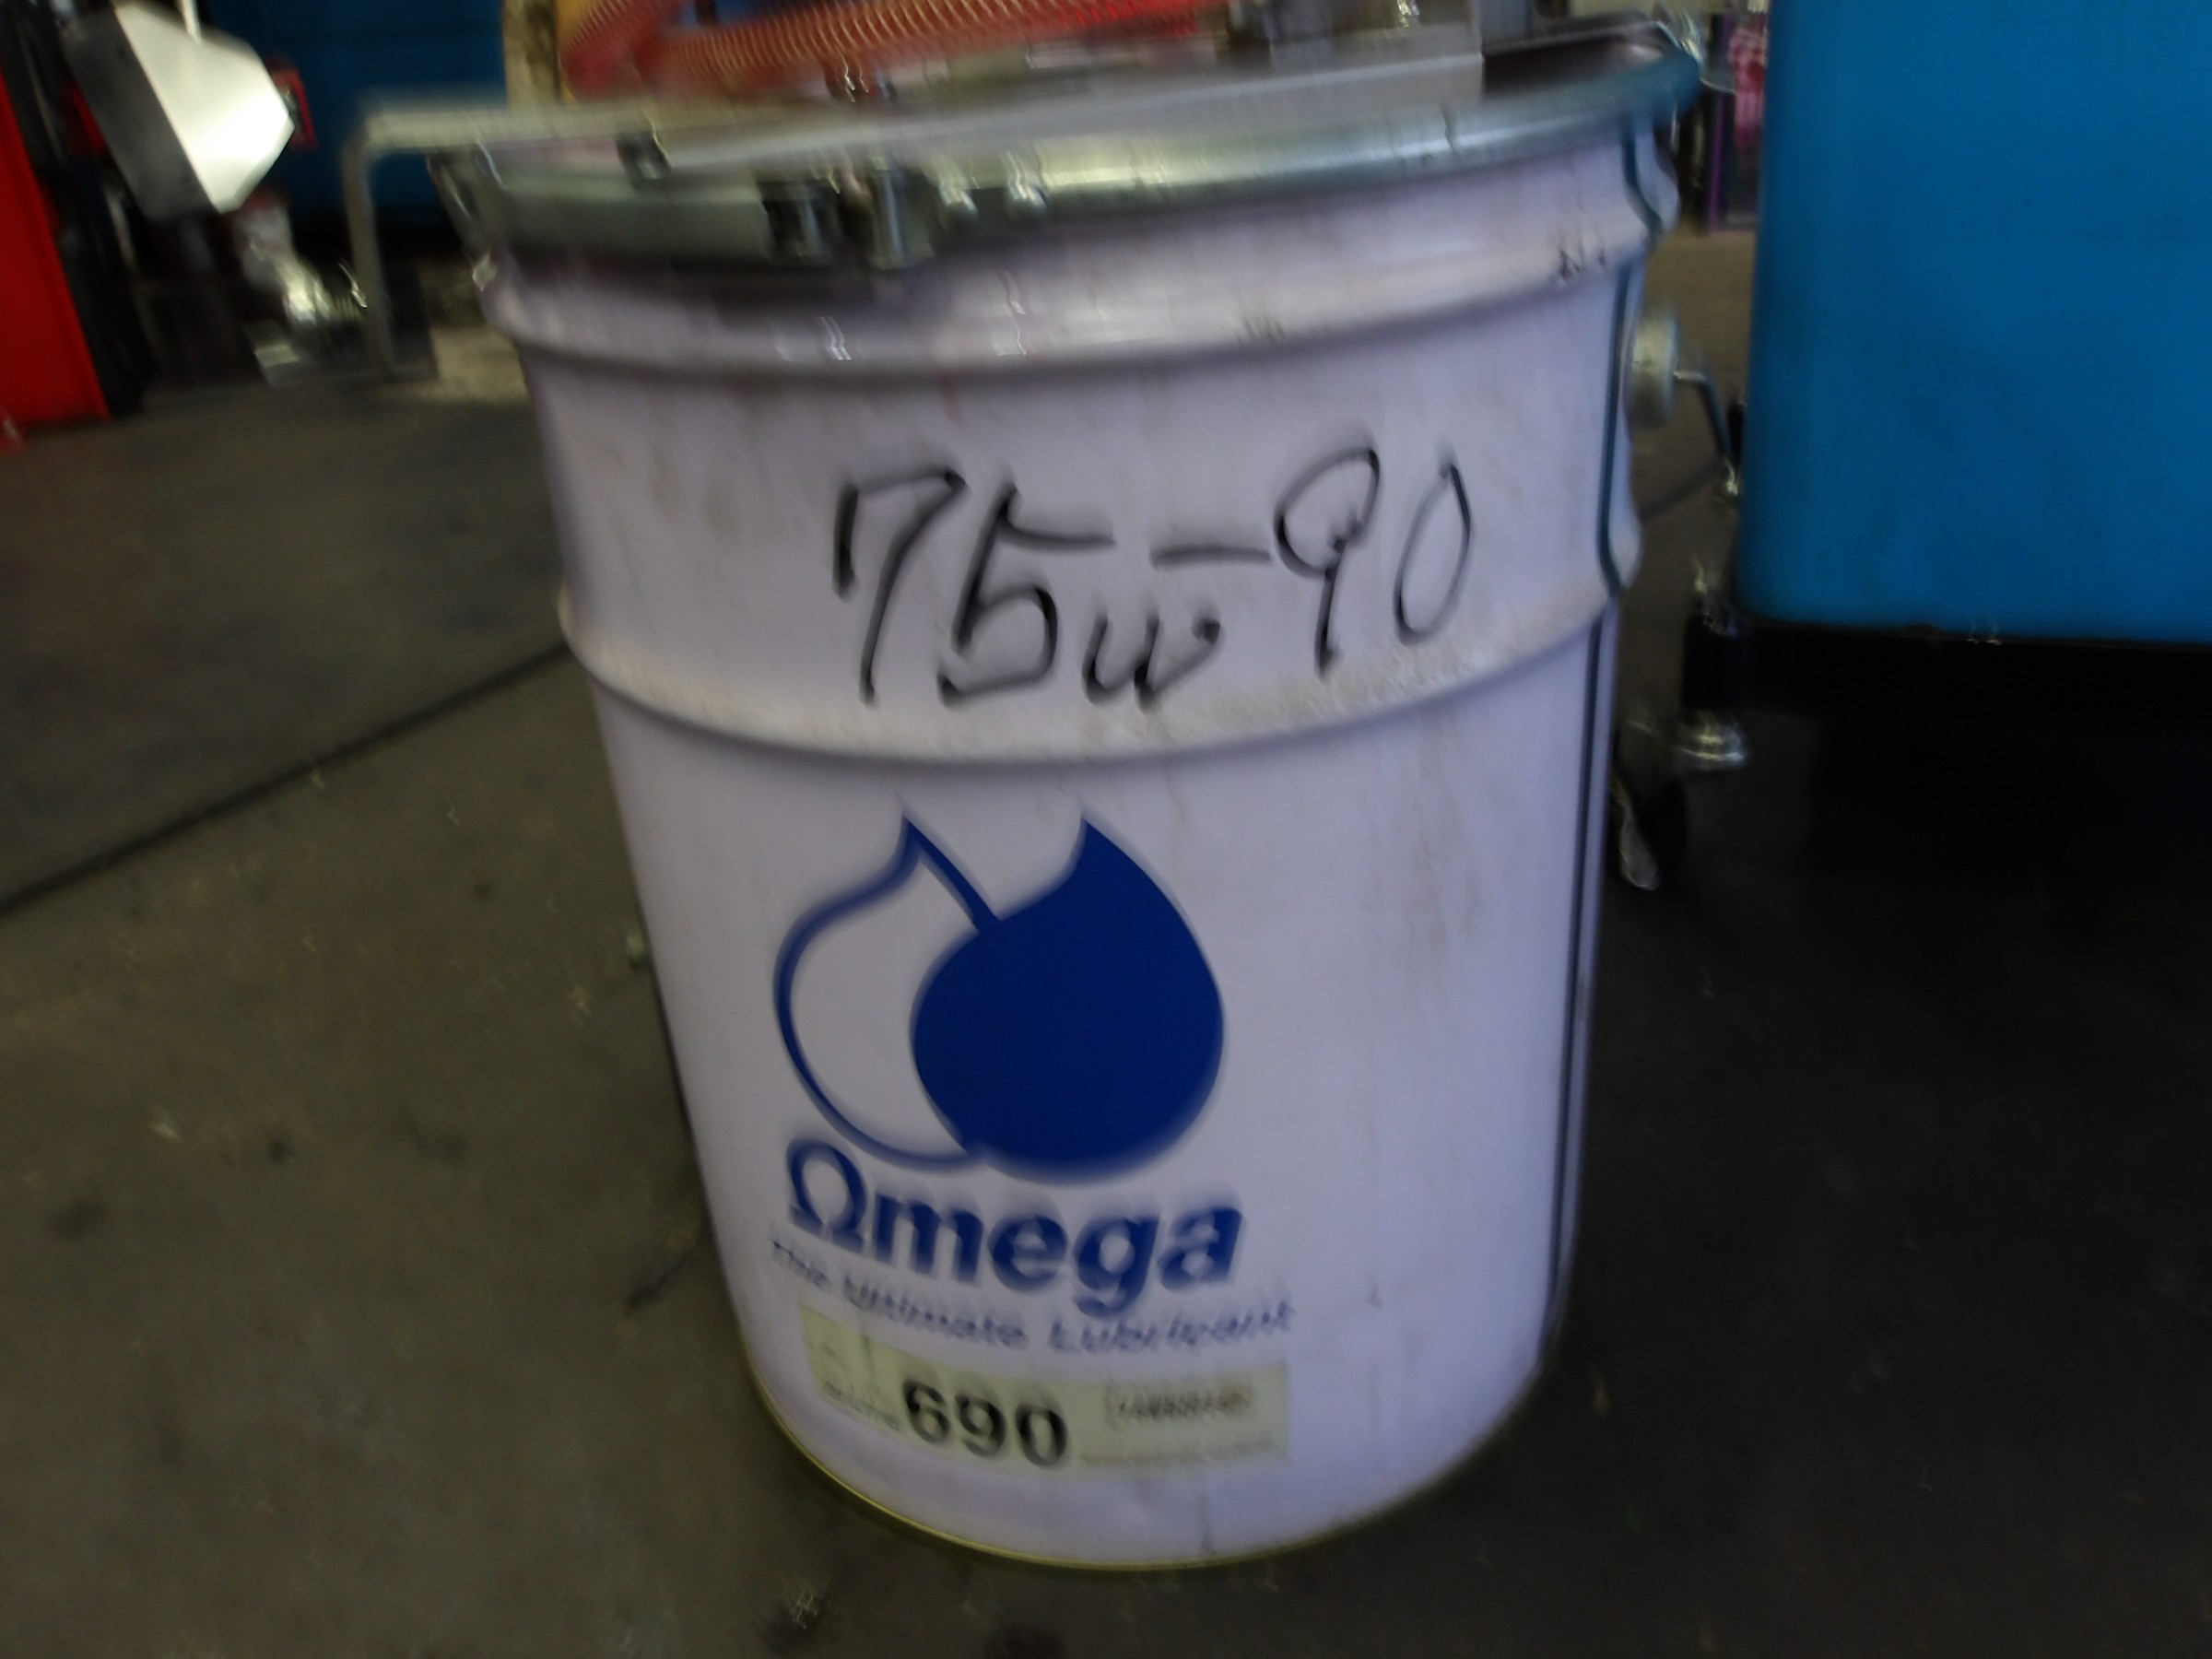 75w-90
Ωmega
The Ultimate Lubricant
690